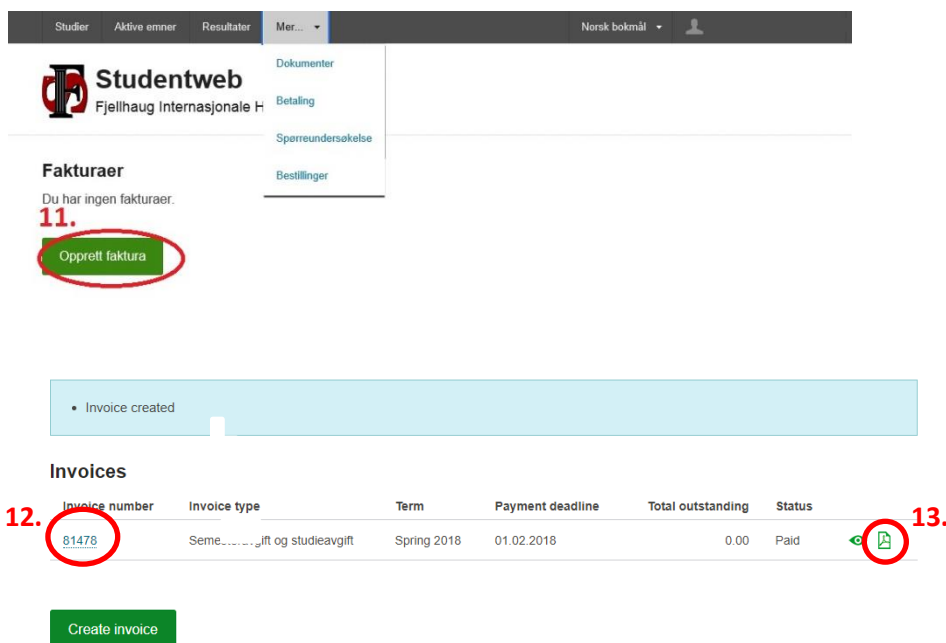 Studier Aktive emner Resultater Mer... Norsk bokmål
Dokumenter
Studentweb
Fjellhaug Internasjonale H
Betaling
Spørreundersøkelse
Bestillinger
Fakturaer
Du har ingen fakturaer.
11.
Opprett faktura
• Invoice created
Invoices
Invoice number Invoice type Term Payment deadline Total outstanding Status
12.
13.
81478 og studieavgift Spring 2018 01.02.2018 0.00 Paid
Create invoice